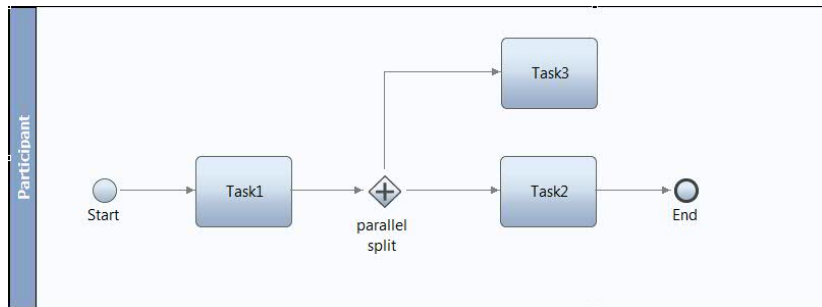 Participant
Task3
Start
Task1
parallel
split
Task2
End